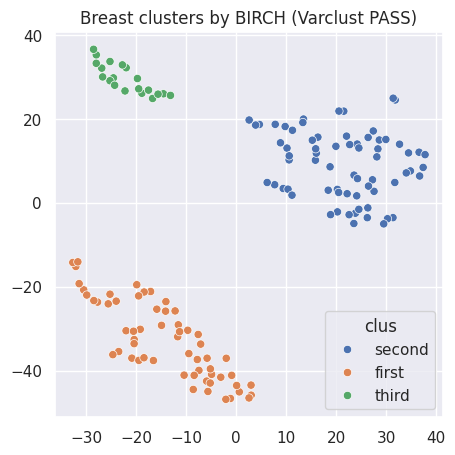 Breast clusters by BIRCH (Varclust PASS)
40
20
0
−20
−40
−30
−20
−10
0
10
20
30
40
clus
second
first
third